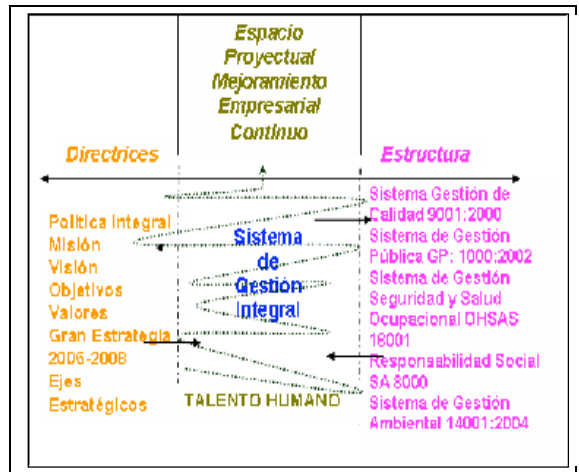 Espacio
Proyectual
Mejoramiento
Empresarial
Continuo
Directrices
Estructura
Política Integral
Misión
Visión
Objetivos
Valores
Gran Estrategia
2006-2008
Ejes
Estratégicos
Sistema
de
Gestión
Integral
TALENTO HUMANO
Sistema Gestión de
Calidad 9001:2000
Sistema de Gestión
Pública GP: 1000:2002
Sistema de Gestión
Seguridad y Salud
Ocupacional OHSAS
18001
Responsabilidad Social
SA 8000
Sistema de Gestión
Ambiental 14001:2004